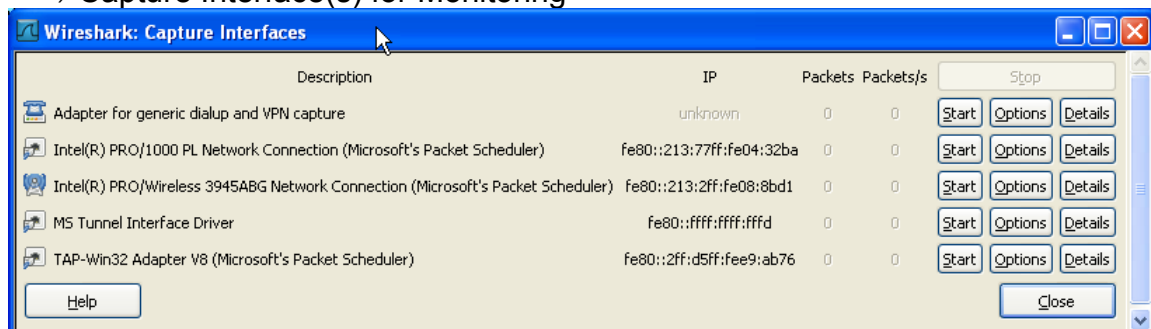 Capture Interface(s) for Monitoring
Wireshark: Capture Interfaces
Description IP Packets Packets/s Stop
Adapter for generic dialup and VPN capture unknown 0 0 Start Options Details
Intel(R) PRO/1000 PL Network Connection (Microsoft's Packet Scheduler) fe80::213:77ff:fe04:32ba 0 0 Start Options Details
Intel(R) PRO/Wireless 3945ABG Network Connection (Microsoft's Packet Scheduler) fe80::213:2ff:fe08:8bd1 0 0 Start Options Details
MS Tunnel Interface Driver fe80::ffff:ffff:fffd 0 0 Start Options Details
TAP-Win32 Adapter V8 (Microsoft's Packet Scheduler) fe80::2ff:d5ff:fee9:ab76 0 0 Start Options Details
Help Close